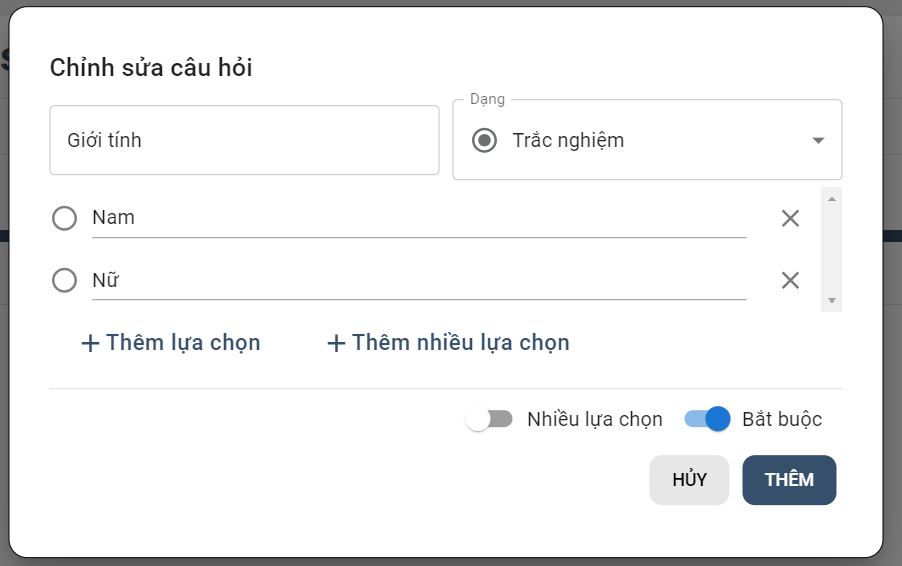 Chỉnh sửa câu hỏi
Dạng
Giới tính
Trắc nghiệm
Nam
Nữ
+ Thêm lựa chọn
+ Thêm nhiều lựa chọn
Nhiều lựa chọn
Bắt buộc
HỦY
THÊM